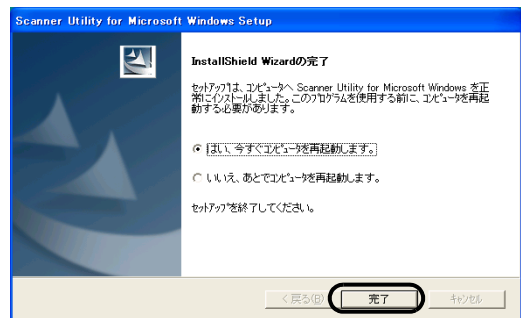 Scanner Utility for Microsoft Windows Setup
InstallShield Wizardの完了
ｾｯﾄｱｯﾌﾟは、ｺﾝﾋﾟｭｰﾀへ Scanner Utility for Microsoft Windows を正
常にｲﾝｽﾄｰﾙしました。このﾌﾟﾛｸﾞﾗﾑを使用する前に、ｺﾝﾋﾟｭｰﾀを再起
動する必要があります。
はい、今すぐｺﾝﾋﾟｭｰﾀを再起動します。
いいえ、あとでｺﾝﾋﾟｭｰﾀを再起動します。
ｾｯﾄｱｯﾌﾟを終了してください。
< 戻る(B)
完了
ｷｬﾝｾﾙ